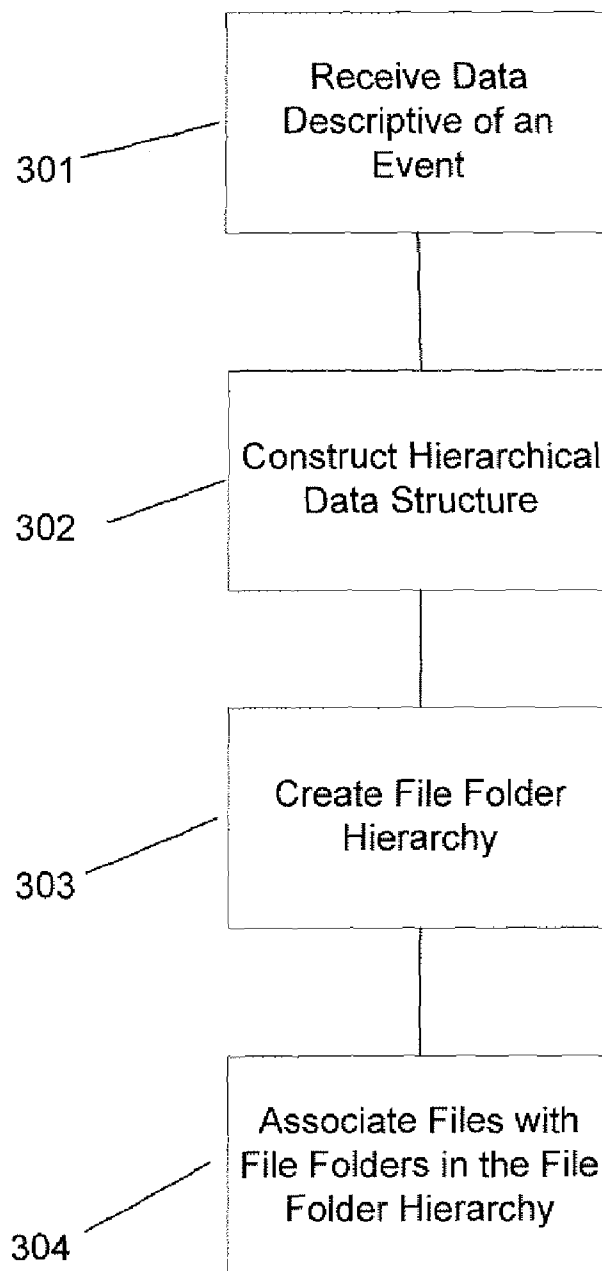 Receive Data
Descriptive of an
Event
301
Construct Hierarchical
Data Structure
302
Create File Folder
Hierarchy
303
Associate Files with
File Folders in the File
Folder Hierarchy
304